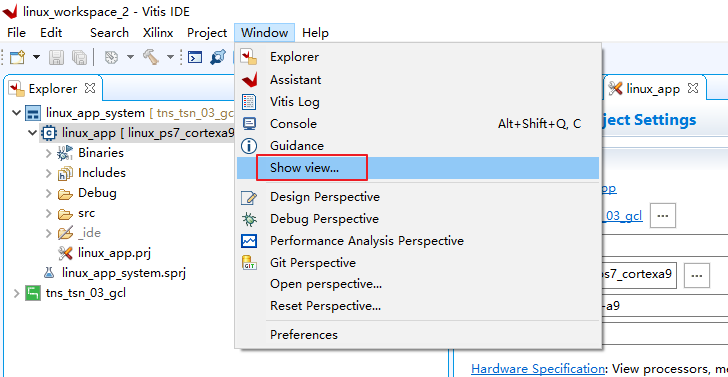 linux_workspace_2 - Vitis IDE
File Edit Search Xilinx Project Window Help
Explorer
linux_app_system [ tns_tsn_03_gcl
linux_app [ linux_ps7_cortexa9
Binaries
Includes
Debug
src
_ide
linux_app.prj
linux_app_system.sprj
tns_tsn_03_gcl
Explorer
Assistant
Vitis Log
Console Alt+Shift+Q, C
Guidance
Show view...
Design Perspective
Debug Perspective
Performance Analysis Perspective
GIT Git Perspective
Open perspective...
Reset Perspective...
Preferences
linux_app
ject Settings
pp
_03_gcl ...
ps7_cortexa9 ...
-a9
Hardware Specification: View processors, m